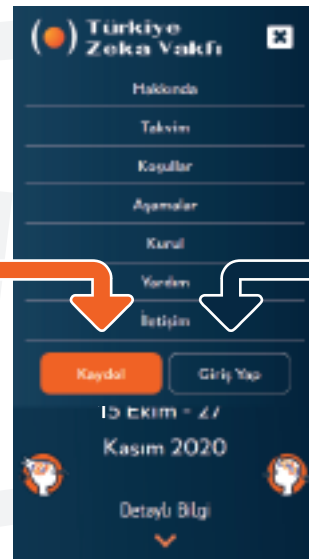 Türkiye
Zeka Vakfı
Hakkında
Takvim
Koşullar
Aşamalar
Kurul
Yardım
İletişim
Kaydol
Giriş Yap
15 Ekim - 27
Kasım 2020
Detaylı Bilgi